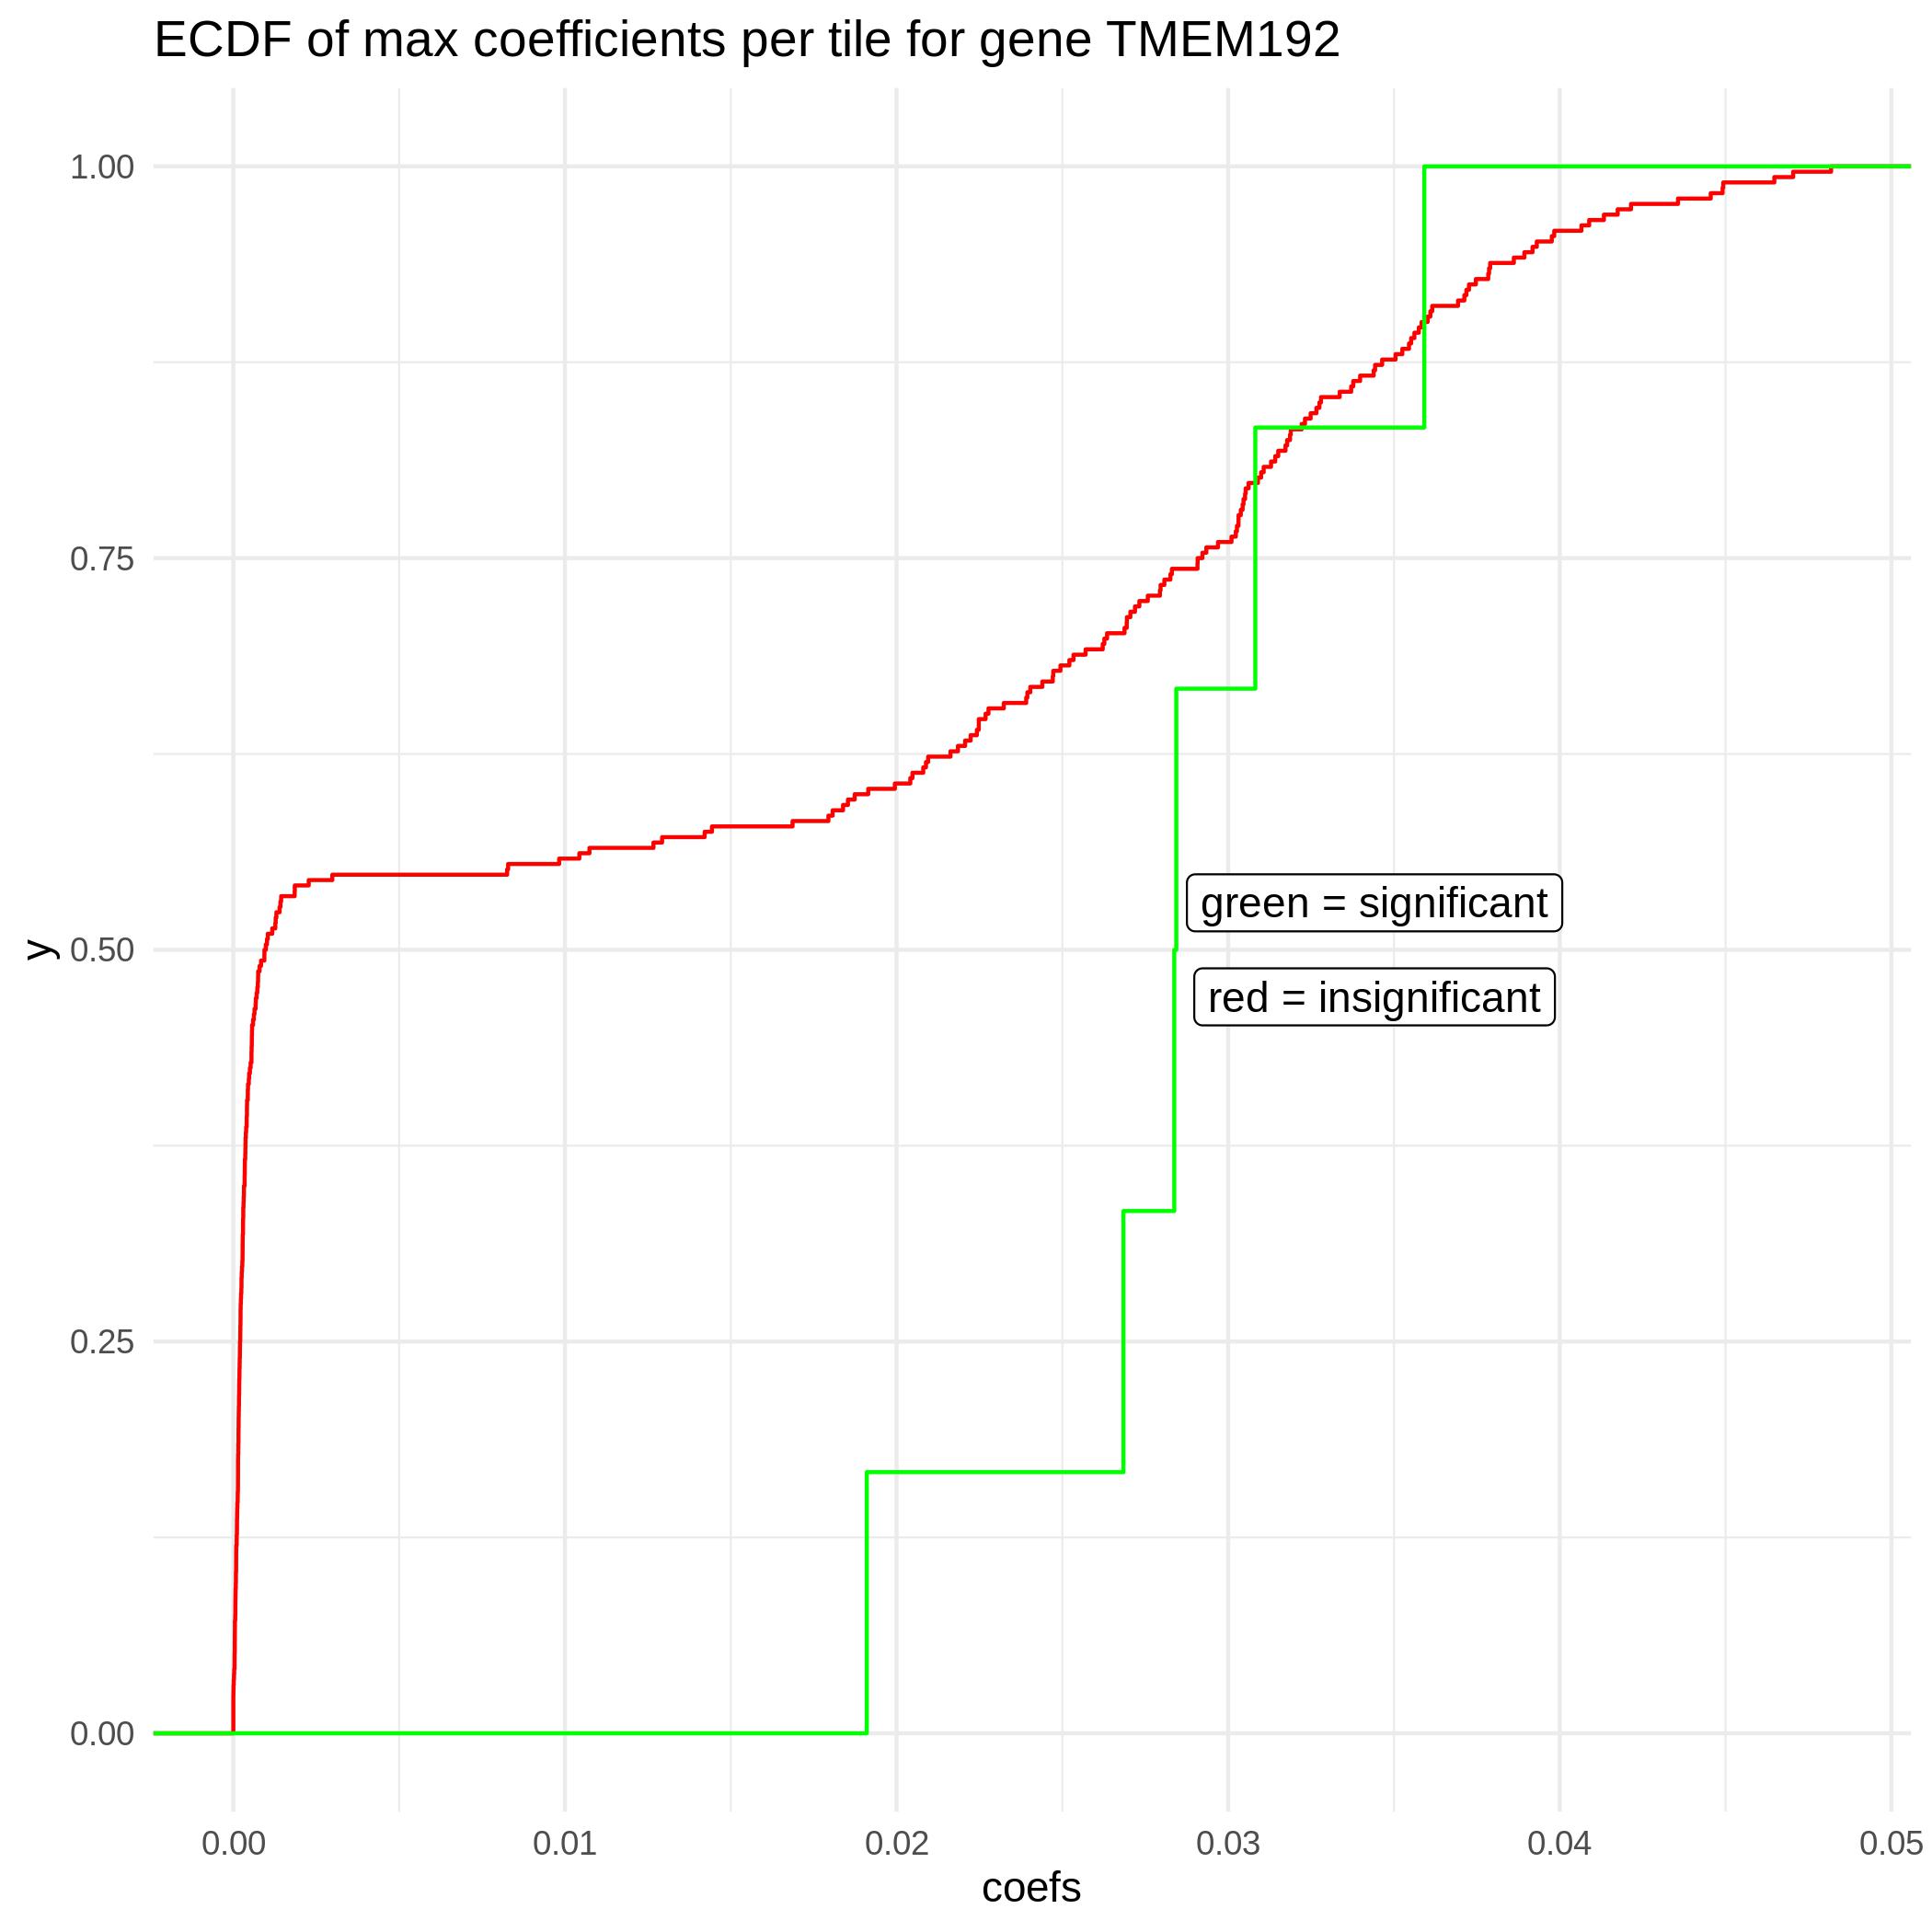 ECDF of max coefficients per tile for gene TMEM192
1.00
0.75
y
0.50
0.25
0.00
green = significant
red = insignificant
0.00 0.01 0.02 0.03 0.04 0.05
coefs